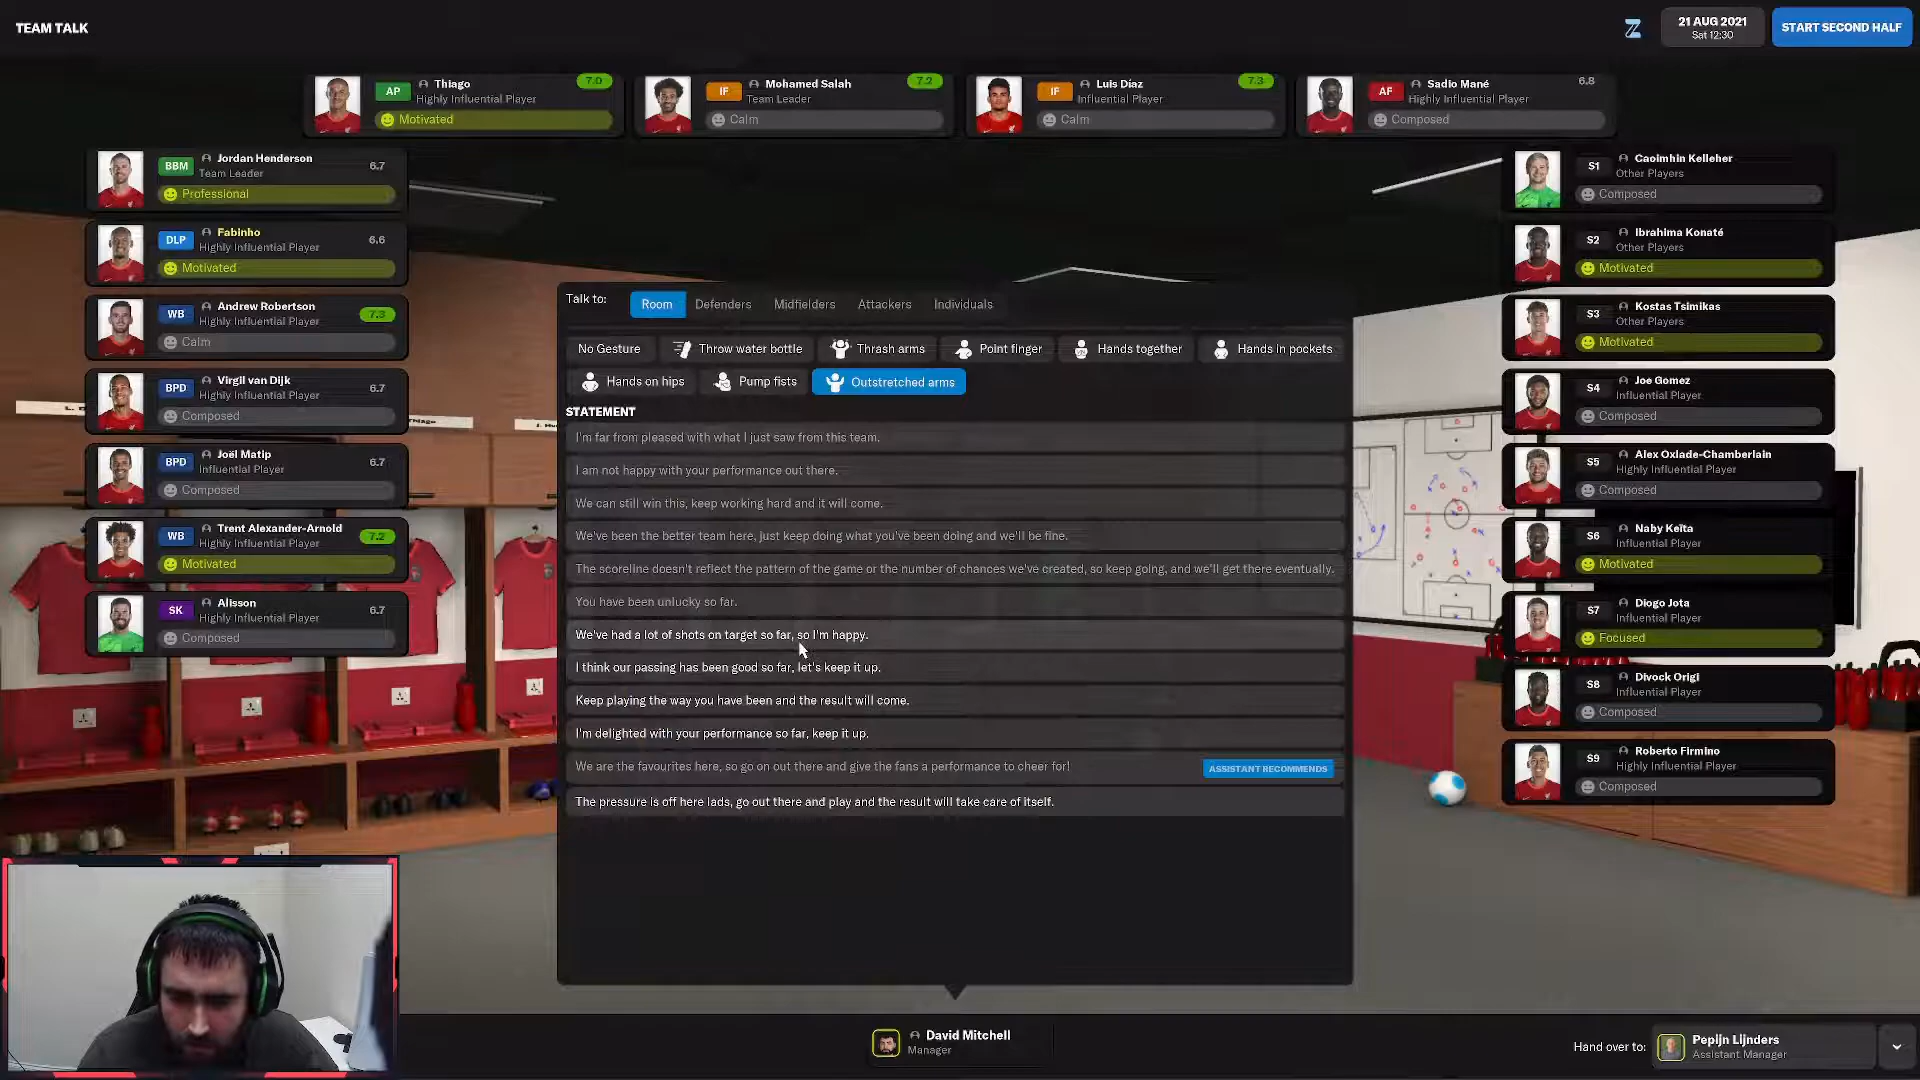 TEAM TALK
21 AUG 2021
Sat 12:30
START SECOND HALF
AP Thiago 7.0
Highly Influential Player
Motivated
IF Mohamed Salah 7.2
Team Leader
Calm
IF Luis Díaz 7.3
Influential Player
Calm
AF Sadio Mané 6.8
Highly Influential Player
Composed
BBM Jordan Henderson 6.7
Team Leader
Professional
DLP Fabinho 6.6
Highly Influential Player
Motivated
WB Andrew Robertson 7.3
Highly Influential Player
Calm
BPD Virgil van Dijk 6.7
Highly Influential Player
Composed
BPD Joël Matip 6.7
Influential Player
Composed
WB Trent Alexander-Arnold 7.2
Highly Influential Player
Motivated
SK Alisson 6.7
Highly Influential Player
Composed
Talk to: Room Defenders Midfielders Attackers Individuals
No Gesture Throw water bottle Thrash arms Point finger Hands together Hands in pockets
Hands on hips Pump fists Outstretched arms
STATEMENT
I'm far from pleased with what I just saw from this team.
I am not happy with your performance out there.
We can still win this, keep working hard and it will come.
We've been the better team here, just keep doing what you've been doing and we'll be fine.
The scoreline doesn't reflect the pattern of the game or the number of chances we've created, so keep going, and we'll get there eventually.
You have been unlucky so far.
We've had a lot of shots on target so far, so I'm happy.
I think our passing has been good so far, let's keep it up.
Keep playing the way you have been and the result will come.
I'm delighted with your performance so far, keep it up.
We are the favourites here, so go on out there and give the fans a performance to cheer for! ASSISTANT RECOMMENDS
The pressure is off here lads, go out there and play and the result will take care of itself.
S1 Caoimhin Kelleher
Other Players
Composed
S2 Ibrahima Konaté
Other Players
Motivated
S3 Kostas Tsimikas
Other Players
Motivated
S4 Joe Gomez
Influential Player
Composed
S5 Alex Oxlade-Chamberlain
Highly Influential Player
Composed
S6 Naby Keïta
Influential Player
Motivated
S7 Diogo Jota
Influential Player
Focused
S8 Divock Origi
Influential Player
Composed
S9 Roberto Firmino
Highly Influential Player
Composed
David Mitchell
Manager
Hand over to: Pepijn Lijnders
Assistant Manager